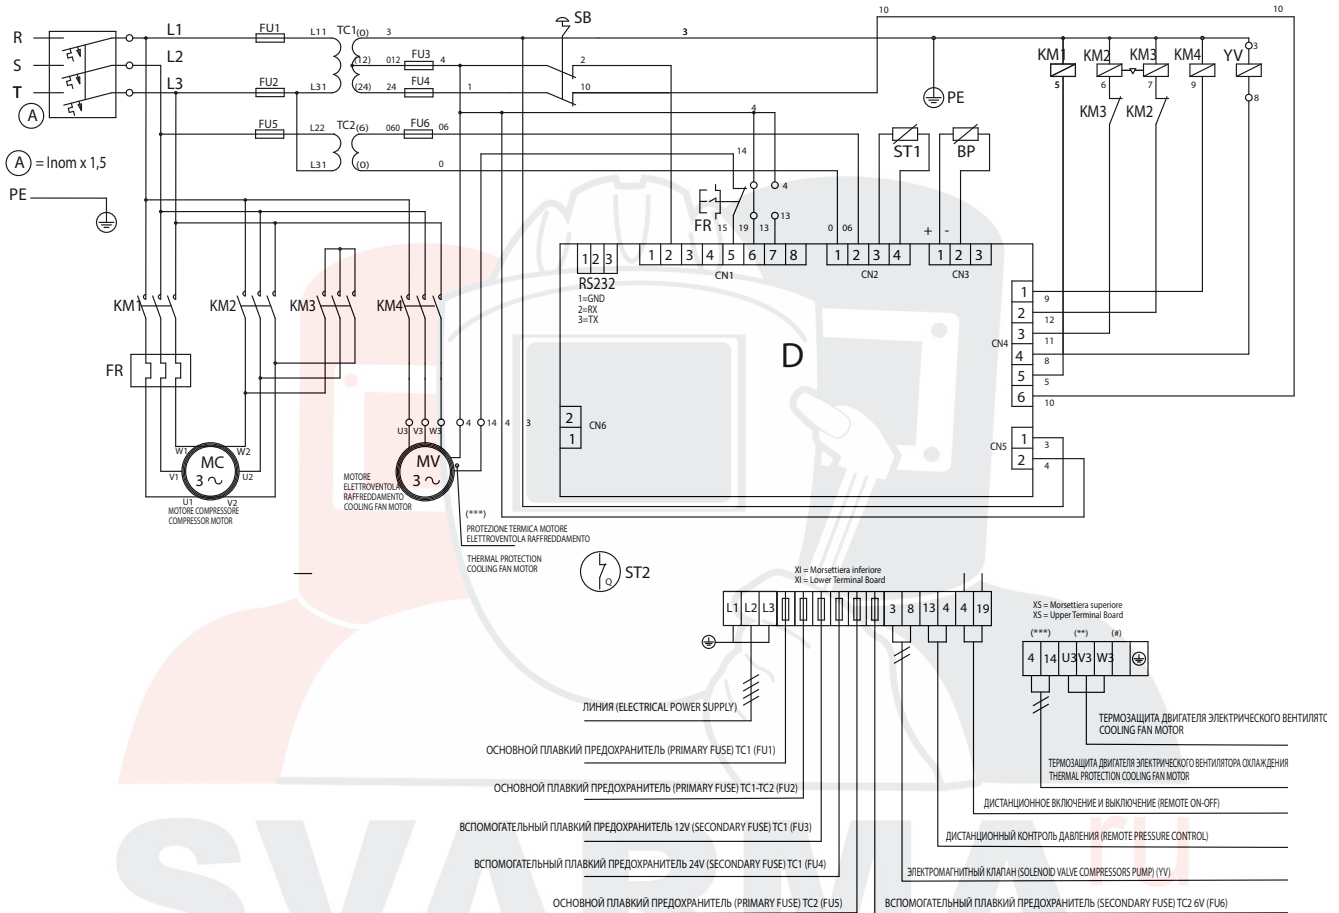 10
10
R
L1
FU1
L11
TC1
(0)
3
SB
3
S
L2
(12)
012
FU3
4
2
T
L3
FU2
L31
(24)
24
FU4
1
10
KM1
KM2
KM3
KM4
YV
3
5
6
7
9
8
A
PE
KM3
KM2
FU5
L22
TC2
(6)
060
FU6
06
L31
(0)
0
14
4
ST1
BP
A = Inom x 1,5
PE
4
FR
15
19
13
13
0
06
+
-
1 2 3
1 2 3 4 5 6 7 8
1 2 3 4
1 2 3
RS232
CN1
CN2
CN3
1=GND
2=RX
3=TX
KM1
KM2
KM3
KM4
D
CN4
1
9
2
12
3
11
4
8
5
5
6
10
FR
2
1
CN6
CN5
1
3
2
4
U3
V3
W3
4
14
4
3
W1
W2
MC
3 ~
V1
U2
U1
V2
MOTORE COMPRESSORE
COMPRESSOR MOTOR
MV
3 ~
MOTORE
ELETTROVENTOLA
RAFFREDDAMENTO
COOLING FAN MOTOR
(***)
PROTEZIONE TERMICA MOTORE
ELETTROVENTOLA RAFFREDDAMENTO
THERMAL PROTECTION
COOLING FAN MOTOR
Q
ST2
XI = Morsettiera inferiore
XI = Lower Terminal Board
L1 L2 L3
3 8 13 4 4 19
XS = Morsettiera superiore
XS = Upper Terminal Board
(***) (**) (#)
4 14 U3 V3 W3
ЛИНИЯ (ELECTRICAL POWER SUPPLY)
ТЕРМОЗАЩИТА ДВИГАТЕЛЯ ЭЛЕКТРИЧЕСКОГО ВЕНТИЛЯТО
COOLING FAN MOTOR
ОСНОВНОЙ ПЛАВКИЙ ПРЕДОХРАНИТЕЛЬ (PRIMARY FUSE) TC1 (FU1)
ТЕРМОЗАЩИТА ДВИГАТЕЛЯ ЭЛЕКТРИЧЕСКОГО ВЕНТИЛЯТОРА ОХЛАЖДЕНИЯ
THERMAL PROTECTION COOLING FAN MOTOR
ОСНОВНОЙ ПЛАВКИЙ ПРЕДОХРАНИТЕЛЬ (PRIMARY FUSE) TC1-TC2 (FU2)
ДИСТАНЦИОННОЕ ВКЛЮЧЕНИЕ И ВЫКЛЮЧЕНИЕ (REMOTE ON-OFF)
ВСПОМОГАТЕЛЬНЫЙ ПЛАВКИЙ ПРЕДОХРАНИТЕЛЬ 12V (SECONDARY FUSE) TC1 (FU3)
ДИСТАНЦИОННЫЙ КОНТРОЛЬ ДАВЛЕНИЯ (REMOTE PRESSURE CONTROL)
ВСПОМОГАТЕЛЬНЫЙ ПЛАВКИЙ ПРЕДОХРАНИТЕЛЬ 24V (SECONDARY FUSE) TC1 (FU4)
ЭЛЕКТРОМАГНИТНЫЙ КЛАПАН (SOLENOID VALVE COMPRESSORS PUMP) (YV)
ОСНОВНОЙ ПЛАВКИЙ ПРЕДОХРАНИТЕЛЬ (PRIMARY FUSE) TC2 (FU5)
ВСПОМОГАТЕЛЬНЫЙ ПЛАВКИЙ ПРЕДОХРАНИТЕЛЬ (SECONDARY FUSE) TC2 6V (FU6)
SVARMA
ru